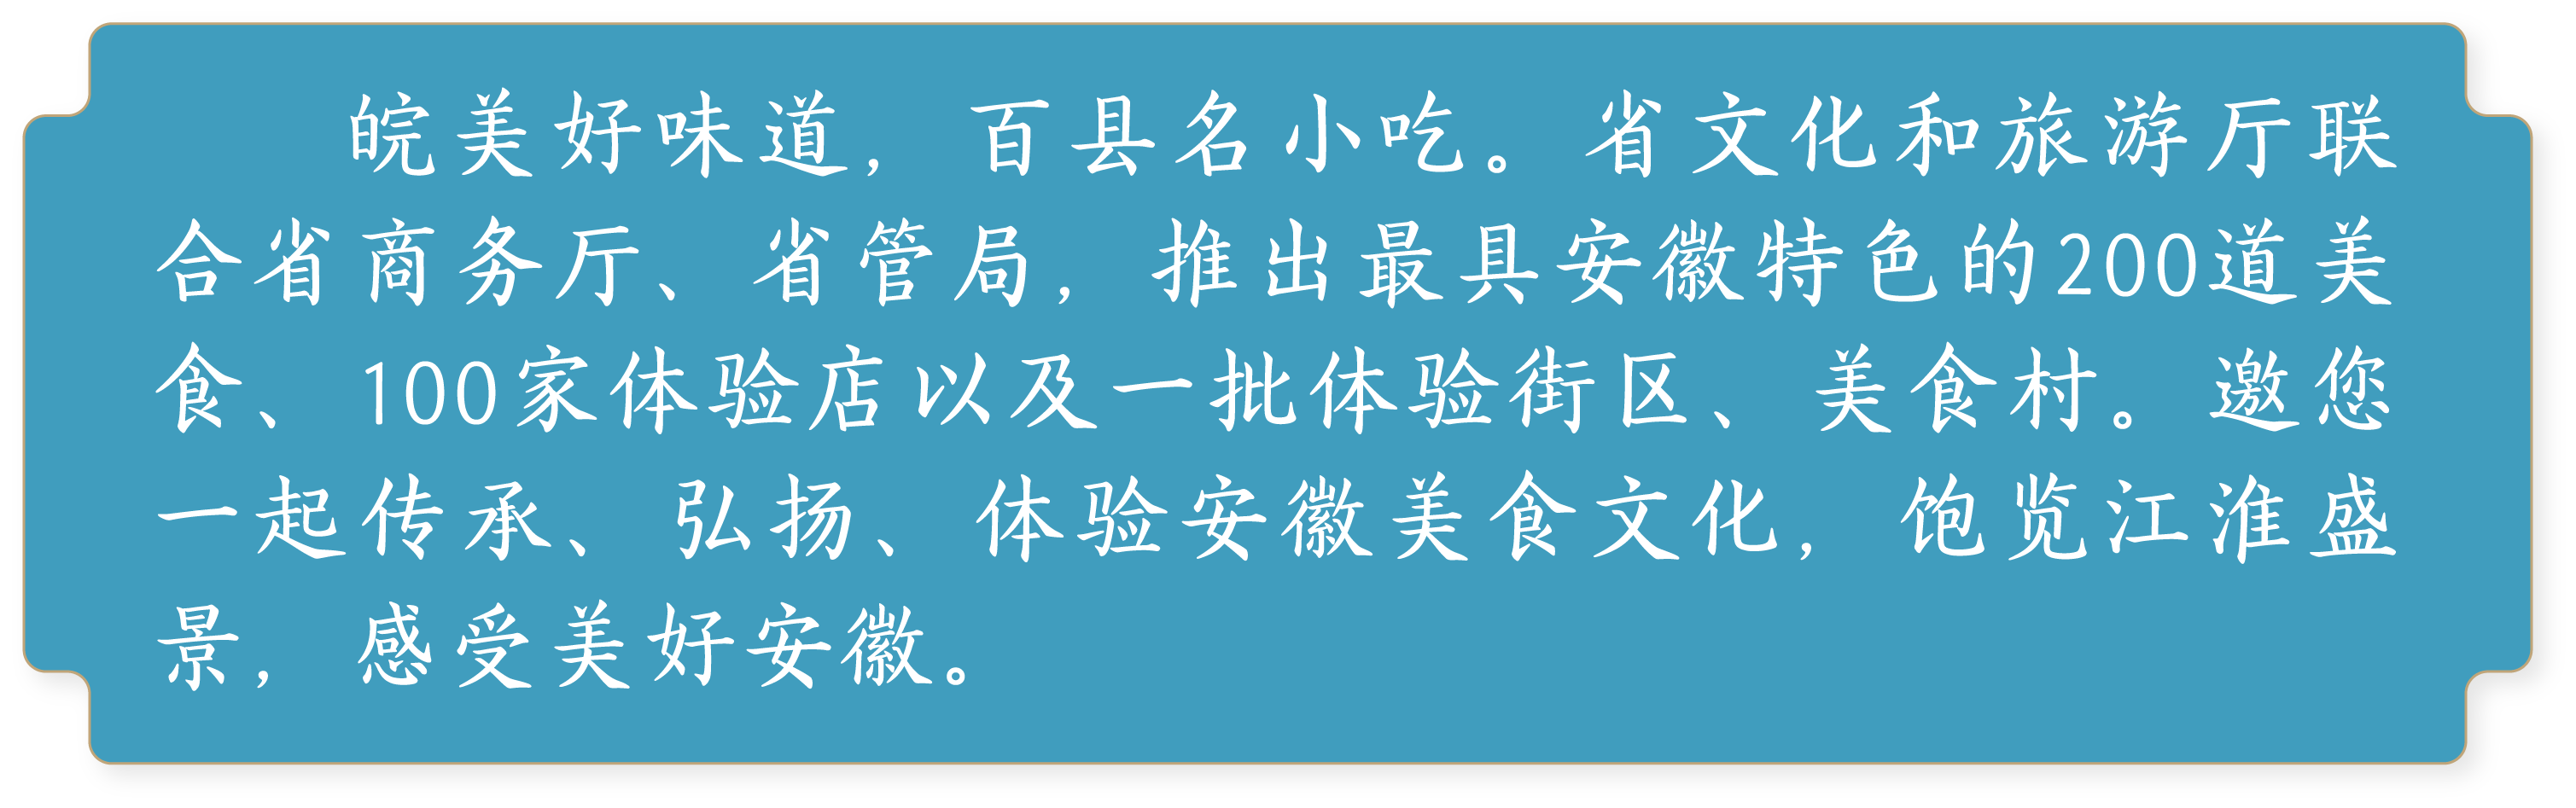 皖美好味道，百县名小吃。省文化和旅游厅联
合省商务厅、省管局，推出最具安徽特色的200道美
食、100家体验店以及一批体验街区、美食村。邀您
一起传承、弘扬、体验安徽美食文化，饱览江淮盛
景，感受美好安徽。